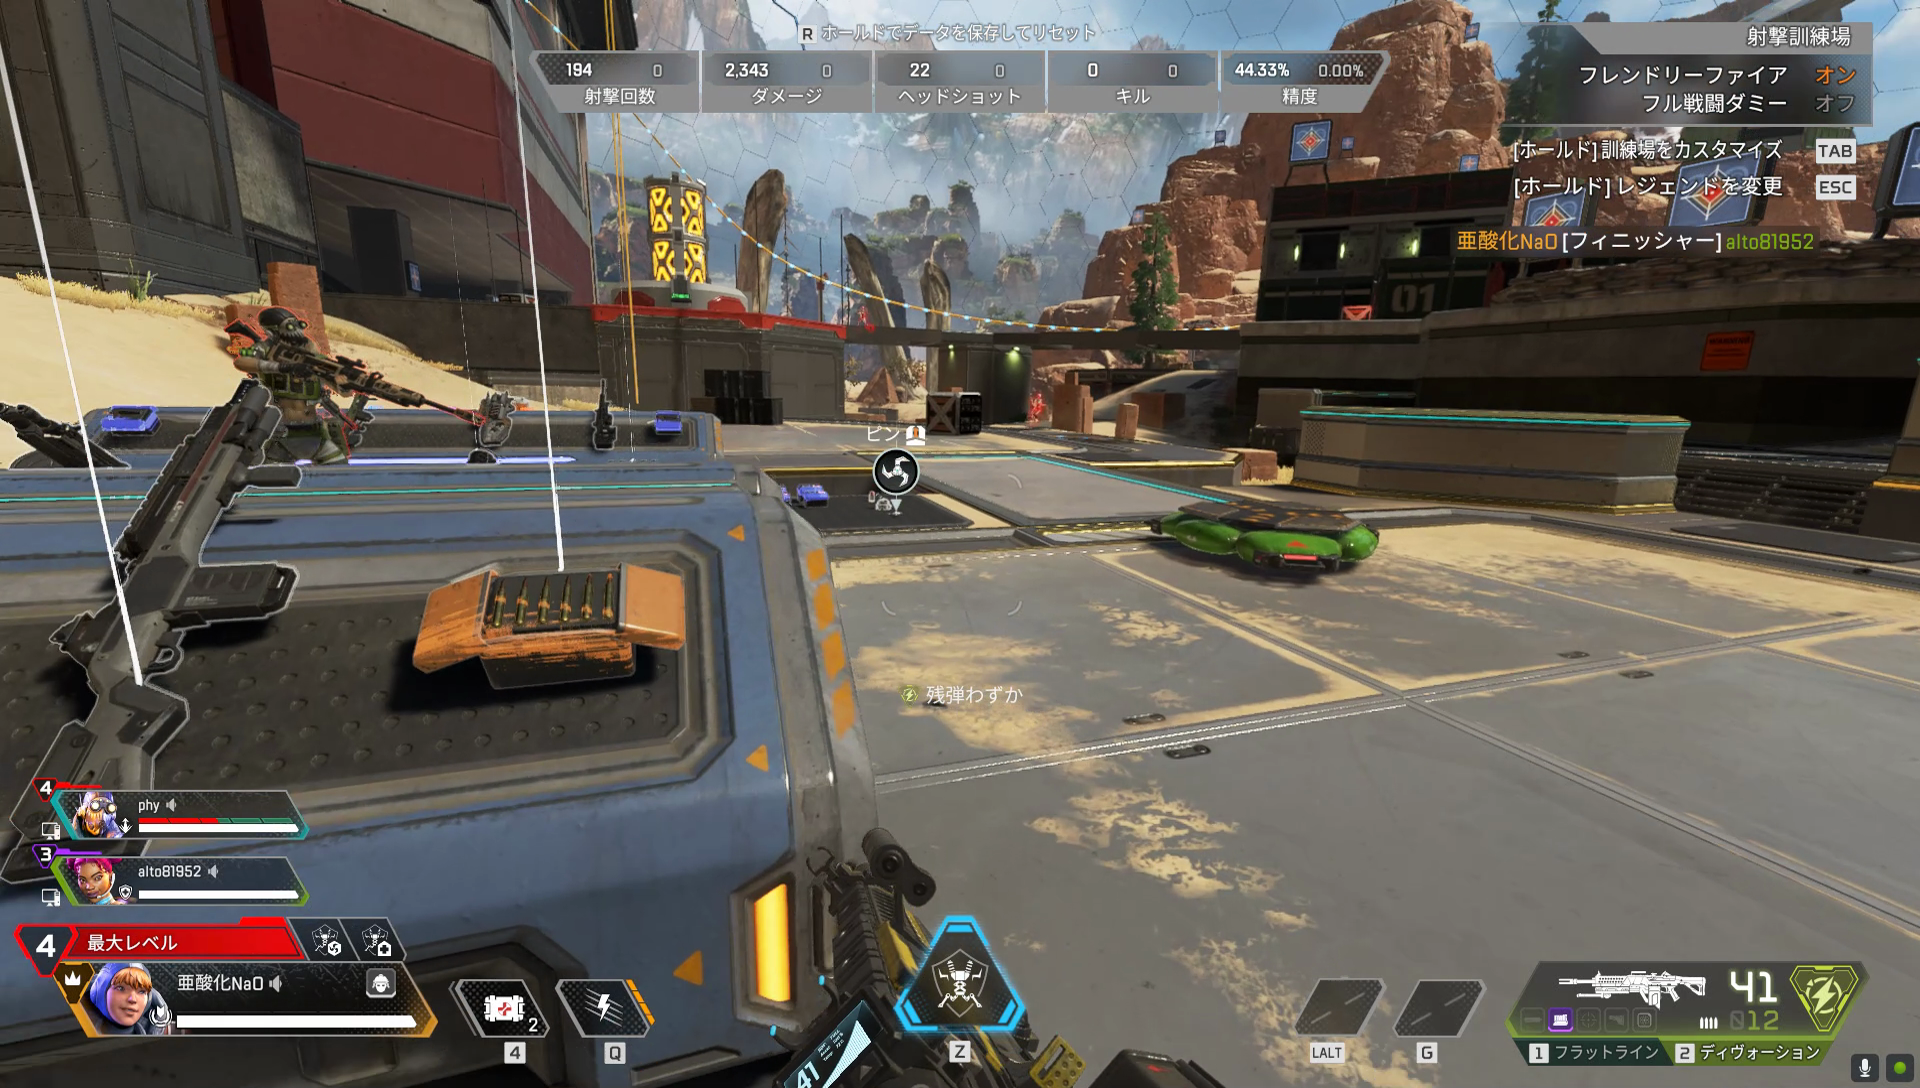 R ホールドでデータを保存してリセット
194 0
射撃回数
2,343 0
ダメージ
22 0
ヘッドショット
0 0
キル
44.33% 0.00%
精度
射撃訓練場
フレンドリーファイア オン
フル戦闘ダミー オフ
[ホールド]訓練場をカスタマイズ TAB
[ホールド]レジェンドを変更 ESC
亜酸化NaO[フィニッシャー]alto81952
01
WARNING
ピン
残弾わずか
4
phy
3
alto81952
4 最大レベル
亜酸化NaO
2
4
Q
41
Z
LALT
G
41
012
1 フラットライン
2 ディヴォーション